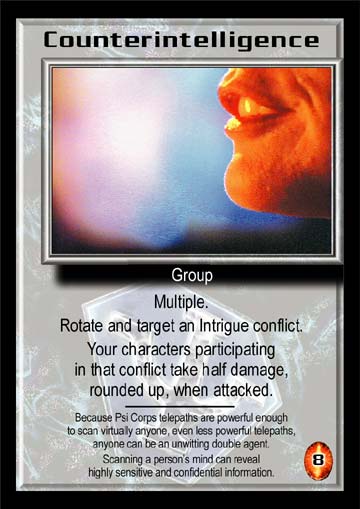 Counterintelligence
Group
Multiple.
Rotate and target an Intrigue conflict.
Your characters participating
in that conflict take half damage,
rounded up, when attacked.
Because Psi Corps telepaths are powerful enough
to scan virtually anyone, even less powerful telepaths,
anyone can be an unwitting double agent.
Scanning a person's mind can reveal
highly sensitive and confidential information.
8